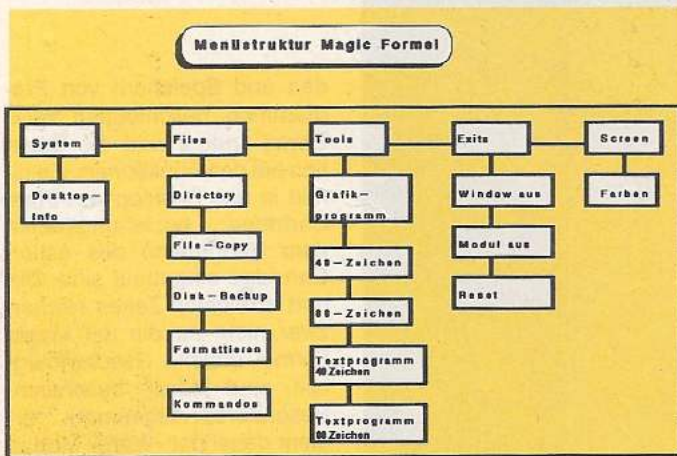 Menüstruktur Magic Formel
System
Desktop-
Info
Files
Directory
File-Copy
Disk-Backup
Formattieren
Kommandos
Tools
Grafik-
programm
40-Zeichen
80-Zeichen
Textprogramm
40 Zeichen
Textprogramm
80 Zeichen
Exits
Window aus
Modul aus
Reset
Screen
Farben